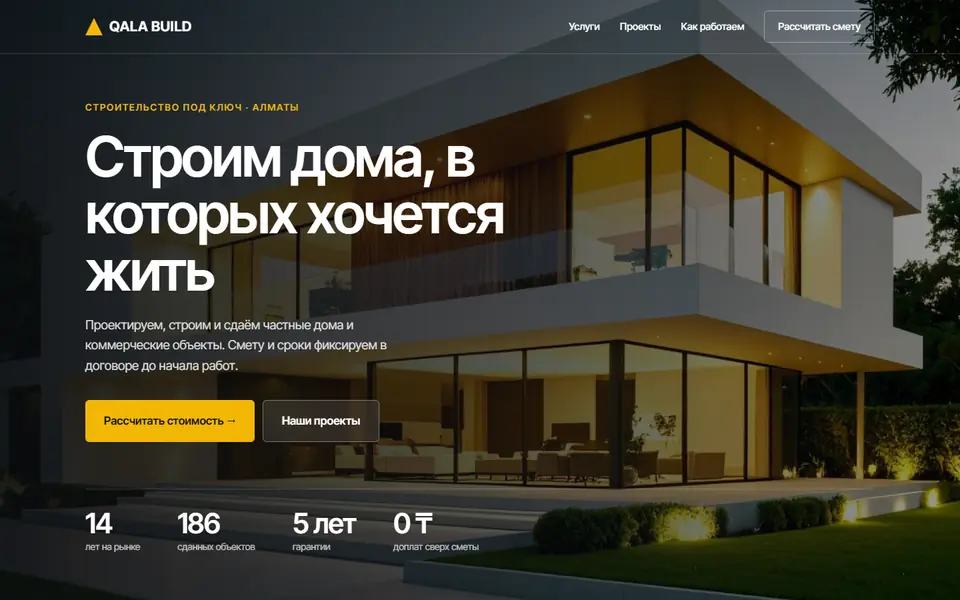 QALA BUILD
Услуги Проекты Как работаем Рассчитать смету
СТРОИТЕЛЬСТВО ПОД КЛЮЧ · АЛМАТЫ
Строим дома, в
которых хочется
жить
Проектируем, строим и сдаём частные дома и
коммерческие объекты. Смету и сроки фиксируем в
договоре до начала работ.
Рассчитать стоимость → Наши проекты
14 186 5 лет 0 ₸
лет на рынке сданных объектов гарантии доплат сверх сметы